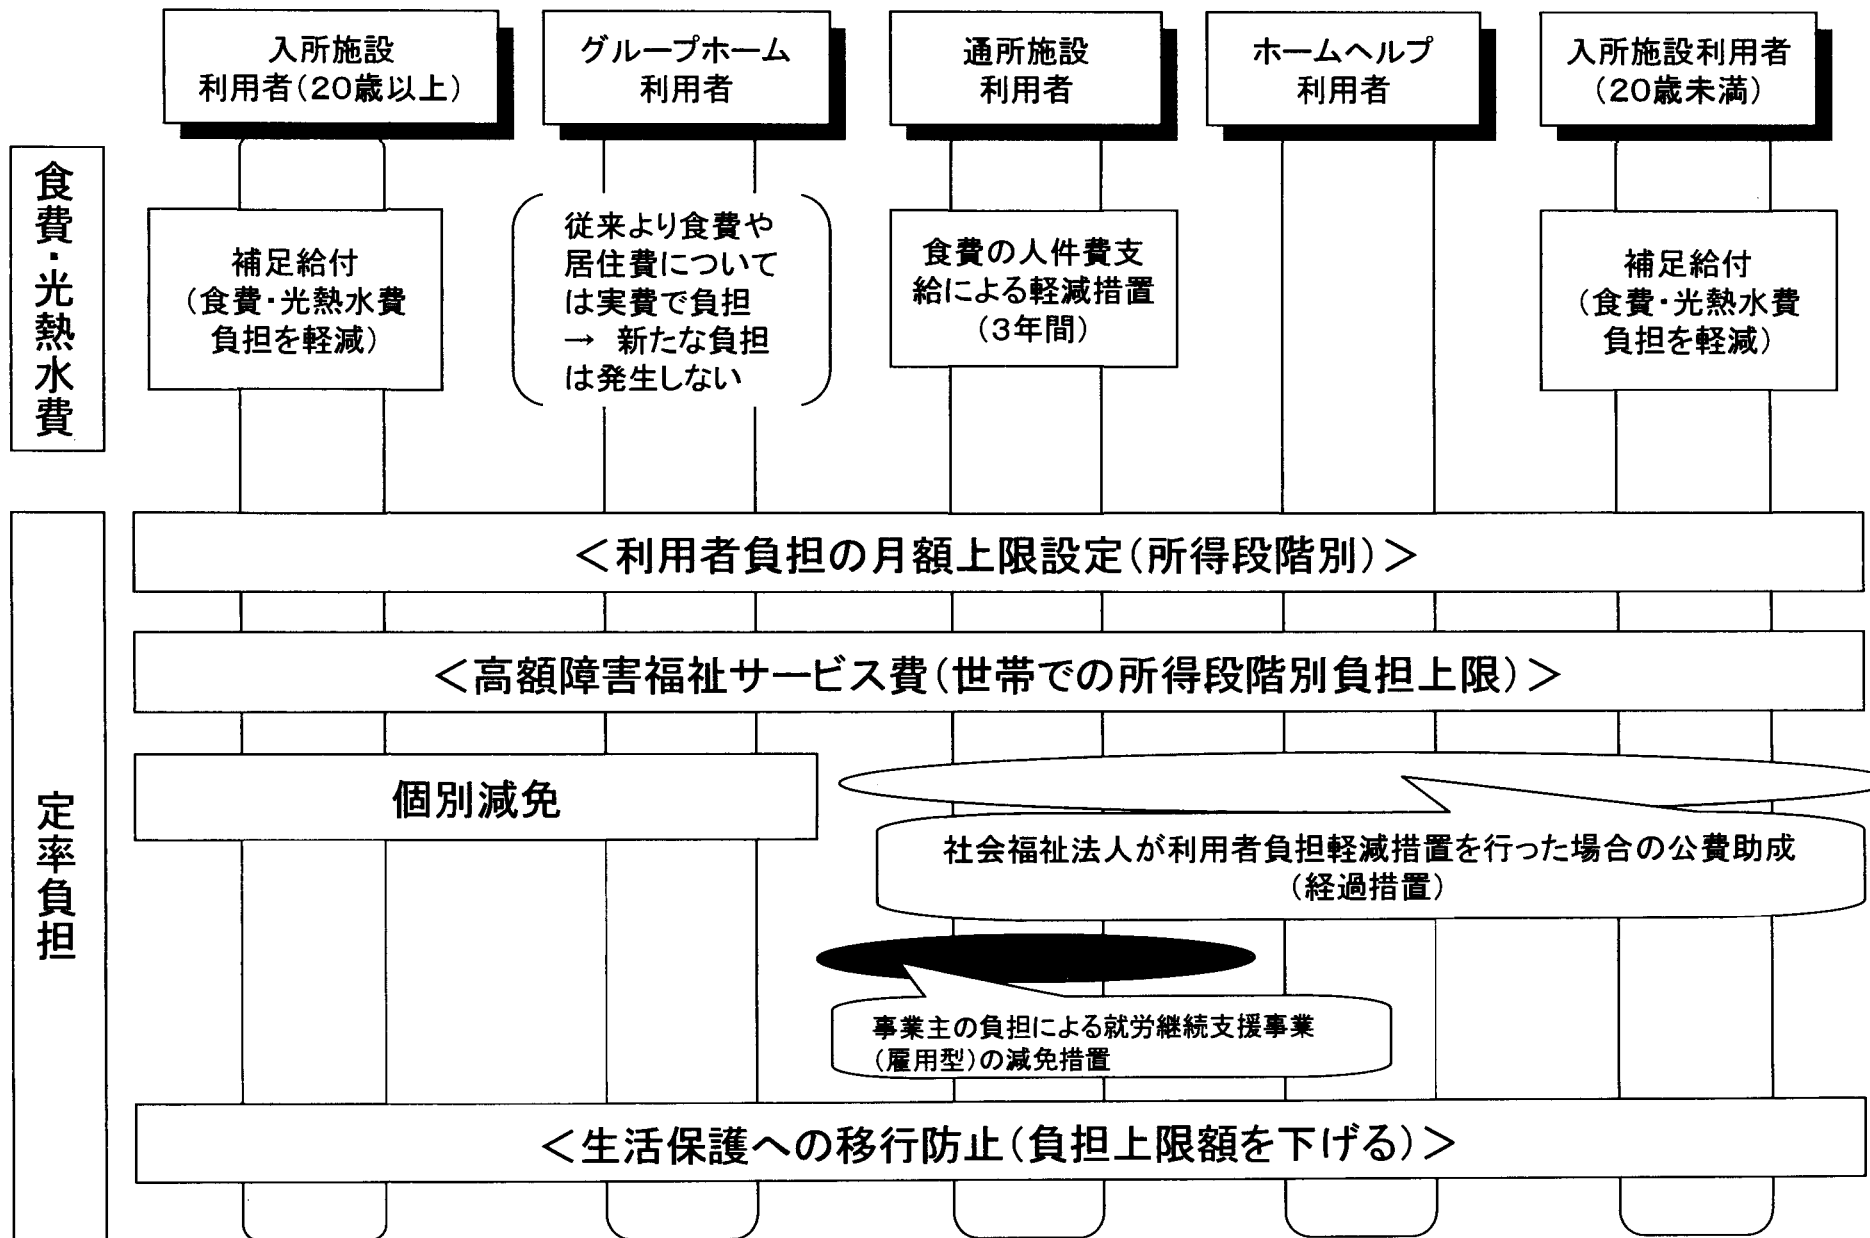 入所施設
利用者(20歳以上)
グループホーム
利用者
通所施設
利用者
ホームヘルプ
利用者
入所施設利用者
(20歳未満)
食費・光熱水費
補足給付
(食費・光熱水費
負担を軽減)
従来より食費や
居住費について
は実費で負担
→ 新たな負担
は発生しない
食費の人件費支
給による軽減措置
(3年間)
補足給付
(食費・光熱水費
負担を軽減)
定率負担
＜利用者負担の月額上限設定(所得段階別)＞
＜高額障害福祉サービス費(世帯での所得段階別負担上限)＞
個別減免
社会福祉法人が利用者負担軽減措置を行った場合の公費助成
(経過措置)
事業主の負担による就労継続支援事業
(雇用型)の減免措置
＜生活保護への移行防止(負担上限額を下げる)＞